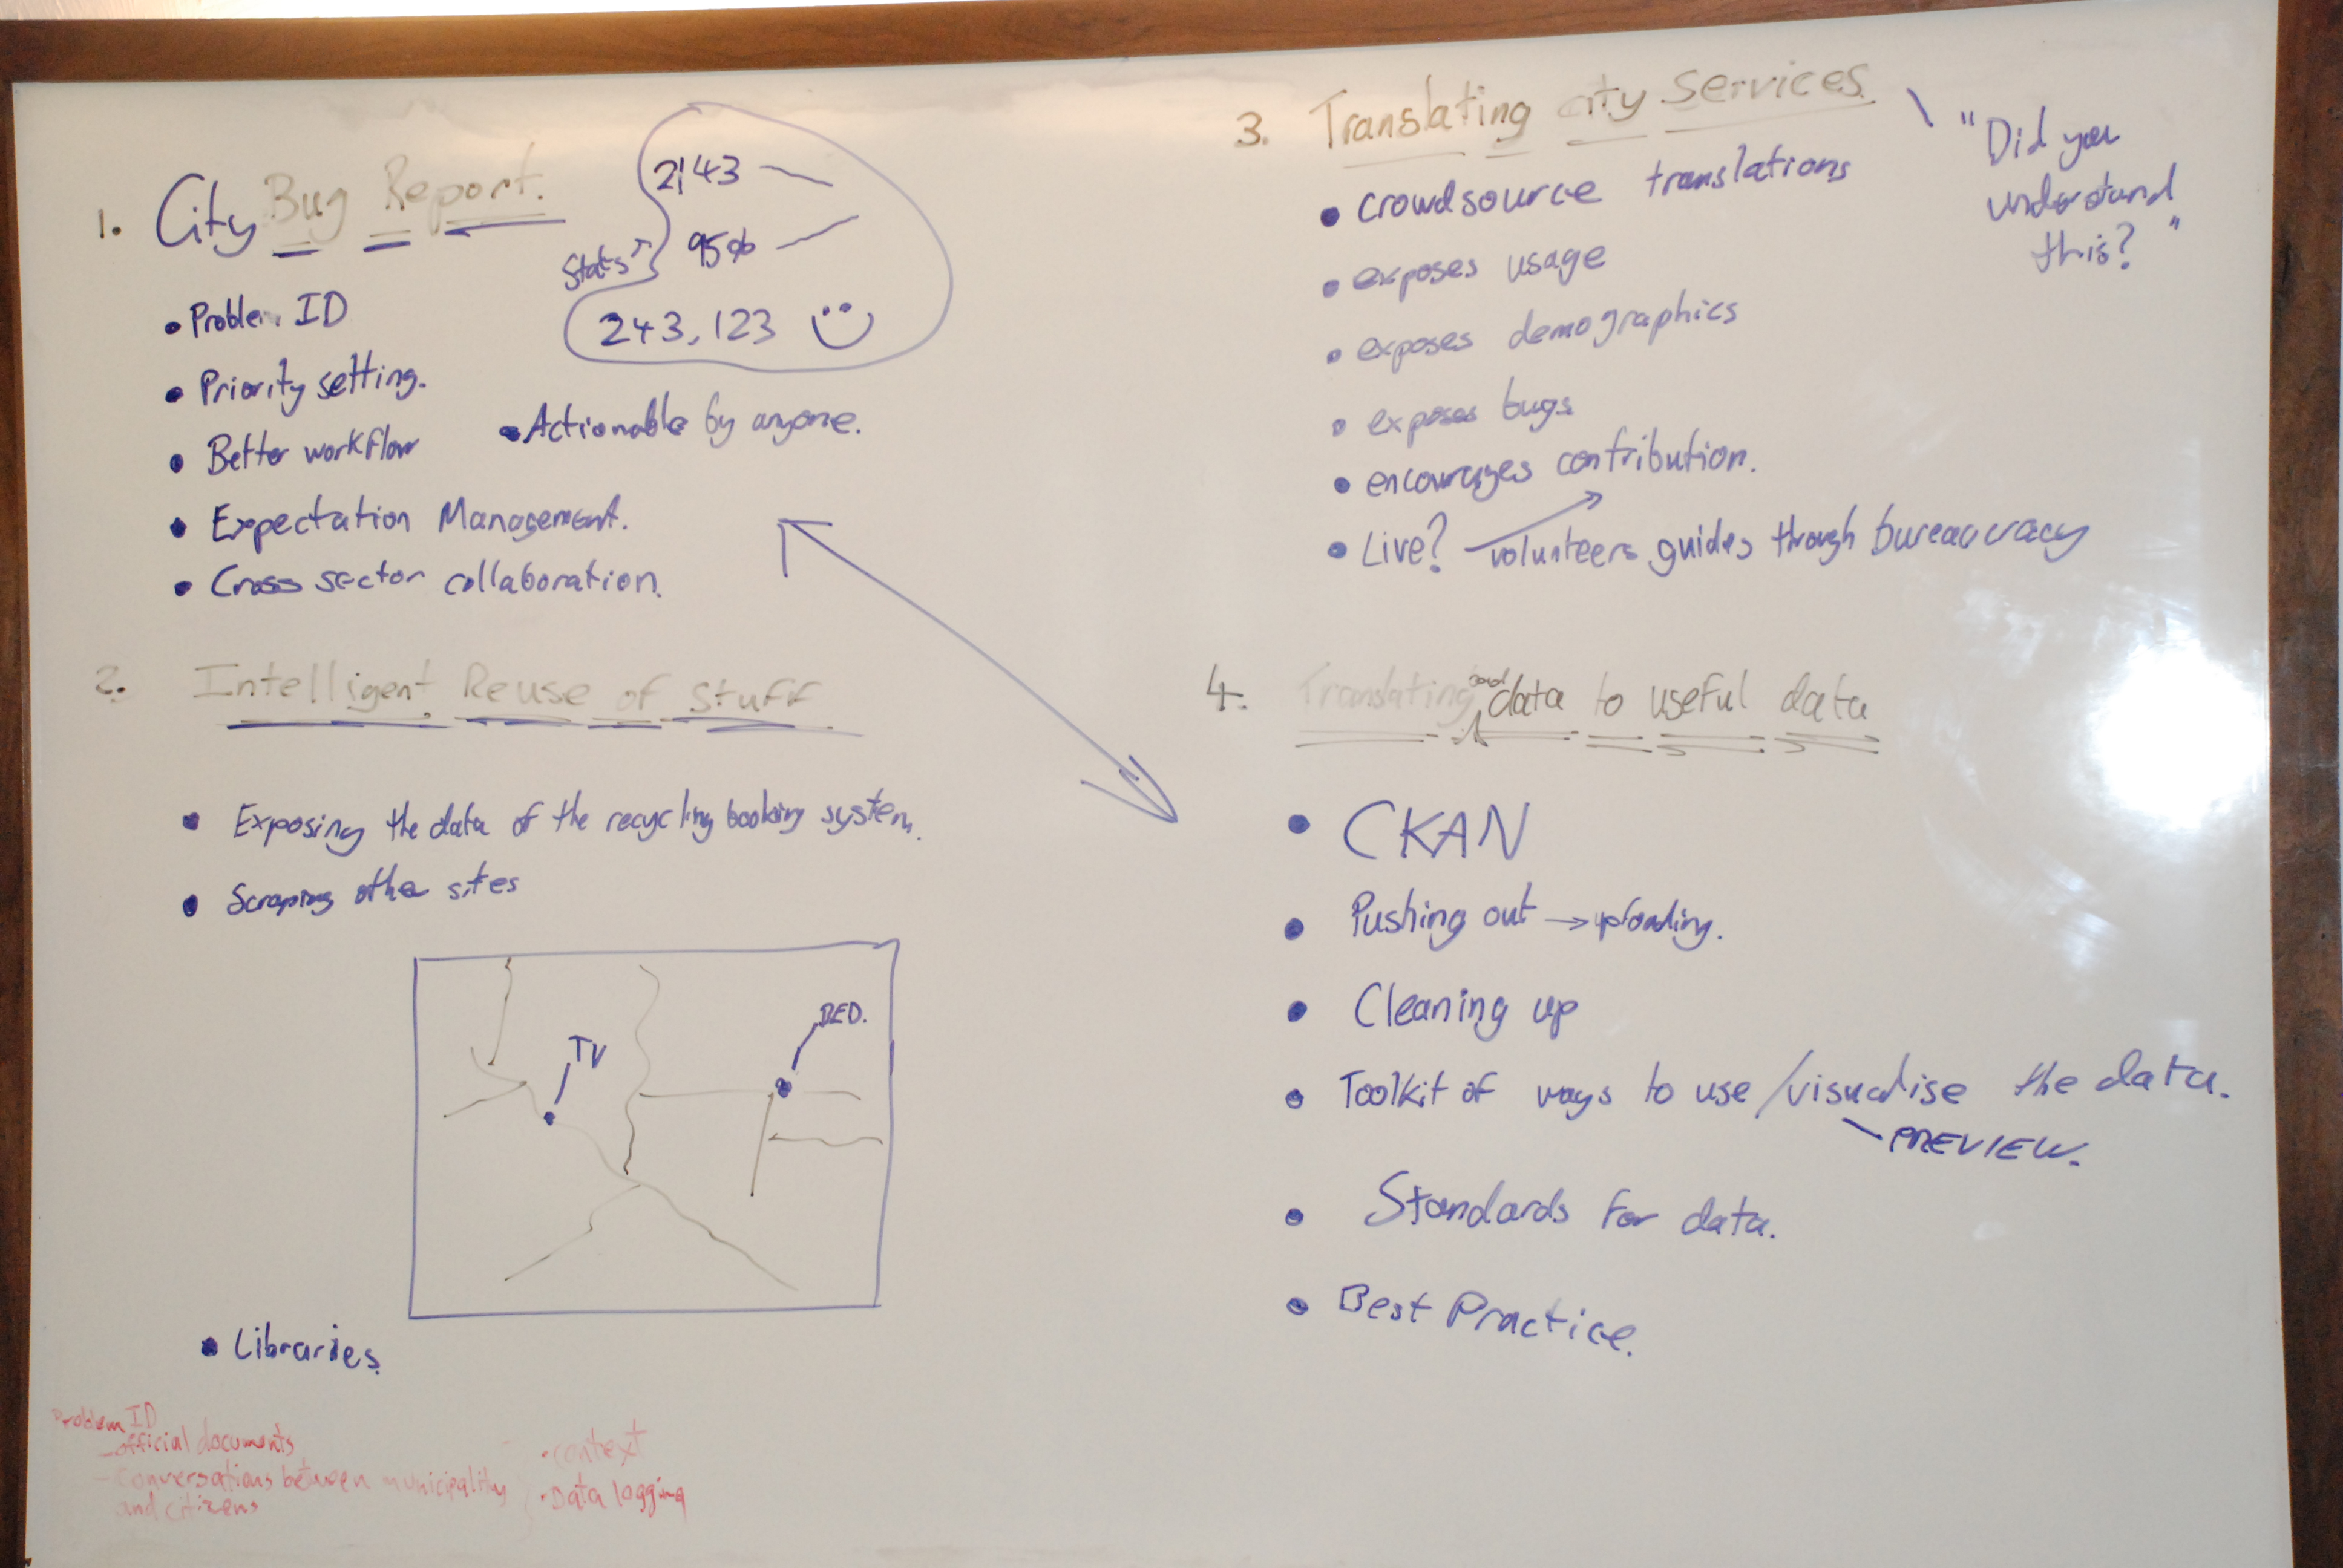 1. City Bug Report.
Stats
2143
95%
243,123
• Problem ID
• Priority setting.
• Better workflow
• Actionable by anyone.
• Expectation Management.
• Cross sector collaboration.
2. Intelligent Reuse of Stuff
• Exposing the data of the recycling booking system.
• Scraping other sites
TV
BED.
• Libraries.
Problem ID
- official documents
- Conversations between municipality
and citizens
• context
• Data logging
3. Translating city services
"Did you
understand
this?"
• crowdsource translations
• exposes usage
• exposes demographics
• exposes bugs
• encourages contribution.
• Live? volunteers guides through bureaucracy
4. Translating data to useful data
• CKAN
• Pushing out → uploading.
• Cleaning up
• Toolkit of ways to use/visualise the data.
PREVIEW.
• Standards for data.
• Best Practice.